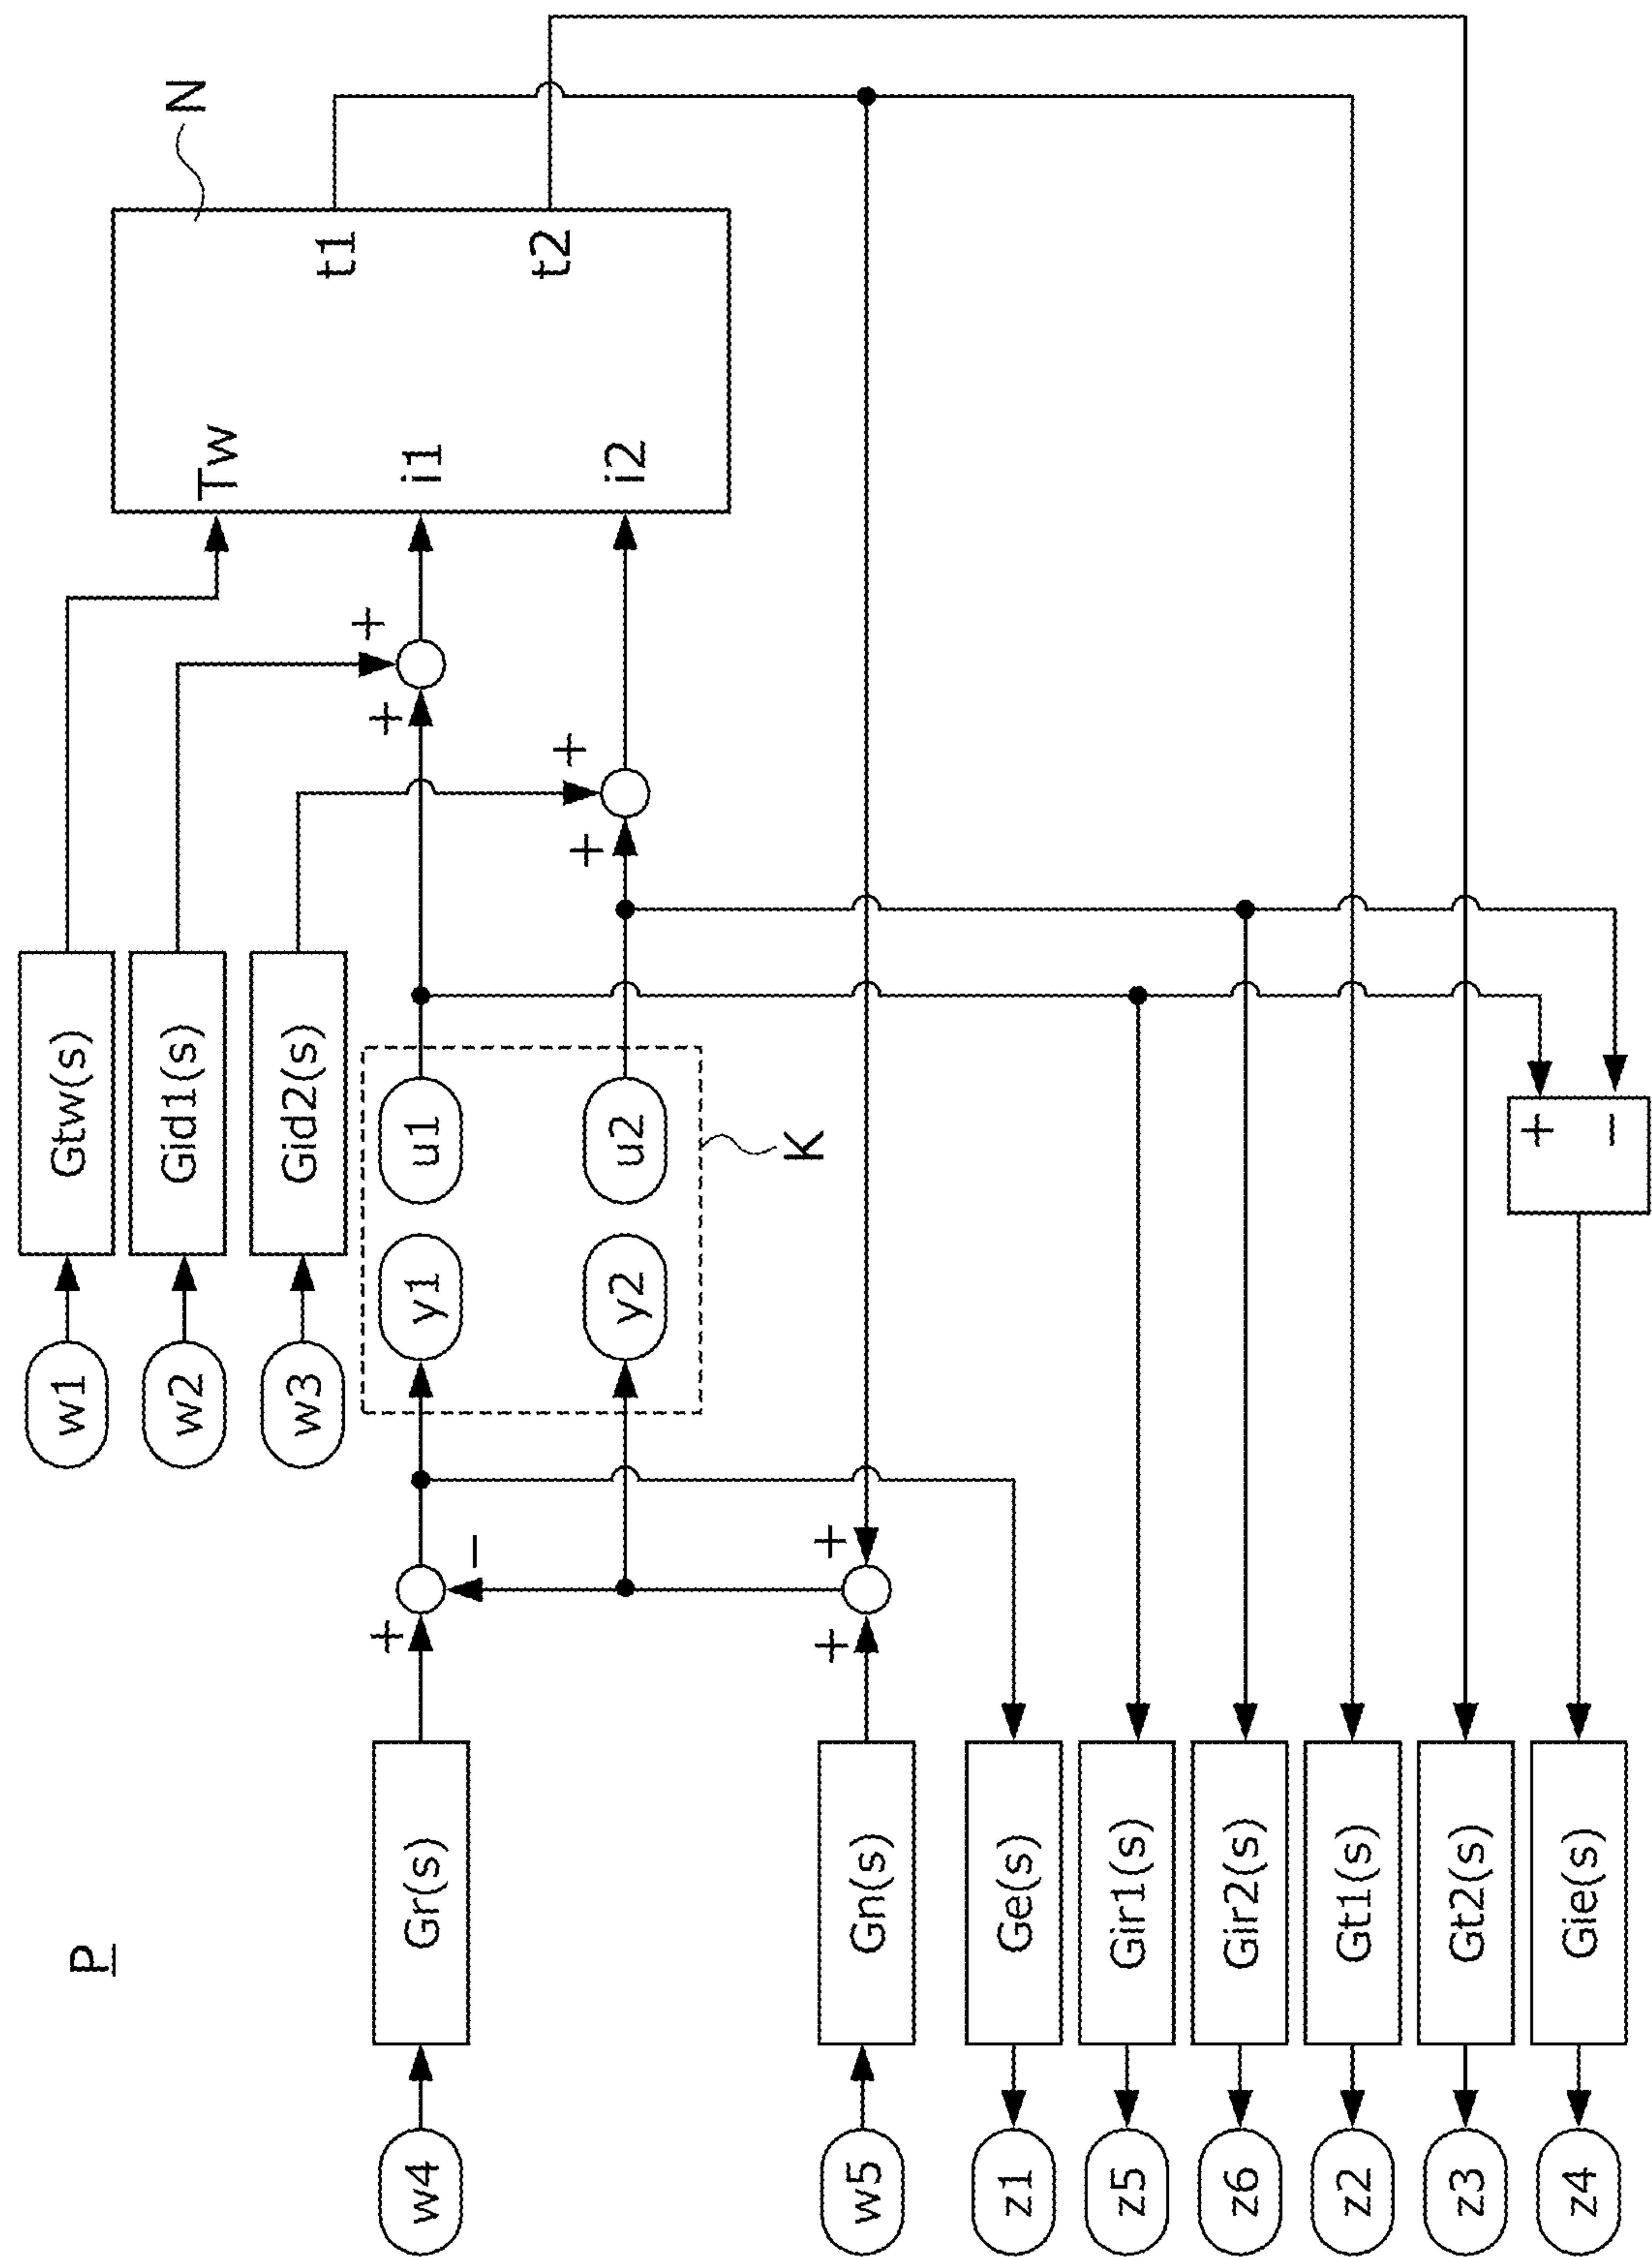 P
w1
Gtw(s)
w2
Gid1(s)
w3
Gid2(s)
N
Tw
i1
i2
t1
t2
+
+
+
+
w4
Gr(s)
+
−
y1
u1
y2
u2
K
w5
Gn(s)
+
+
z1
Ge(s)
z5
Gir1(s)
z6
Gir2(s)
z2
Gt1(s)
z3
Gt2(s)
z4
Gie(s)
+
−